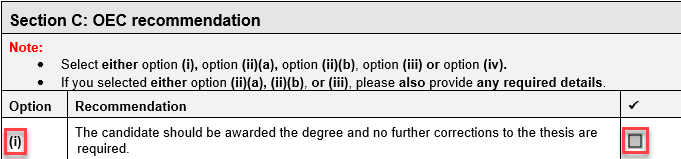 Section C: OEC recommendation
Note:
• Select either option (i), option (ii)(a), option (ii)(b), option (iii) or option (iv).
• If you selected either option (ii)(a), (ii)(b), or (iii), please also provide any required details.
Option Recommendation ✓
(i) The candidate should be awarded the degree and no further corrections to the thesis are
required.